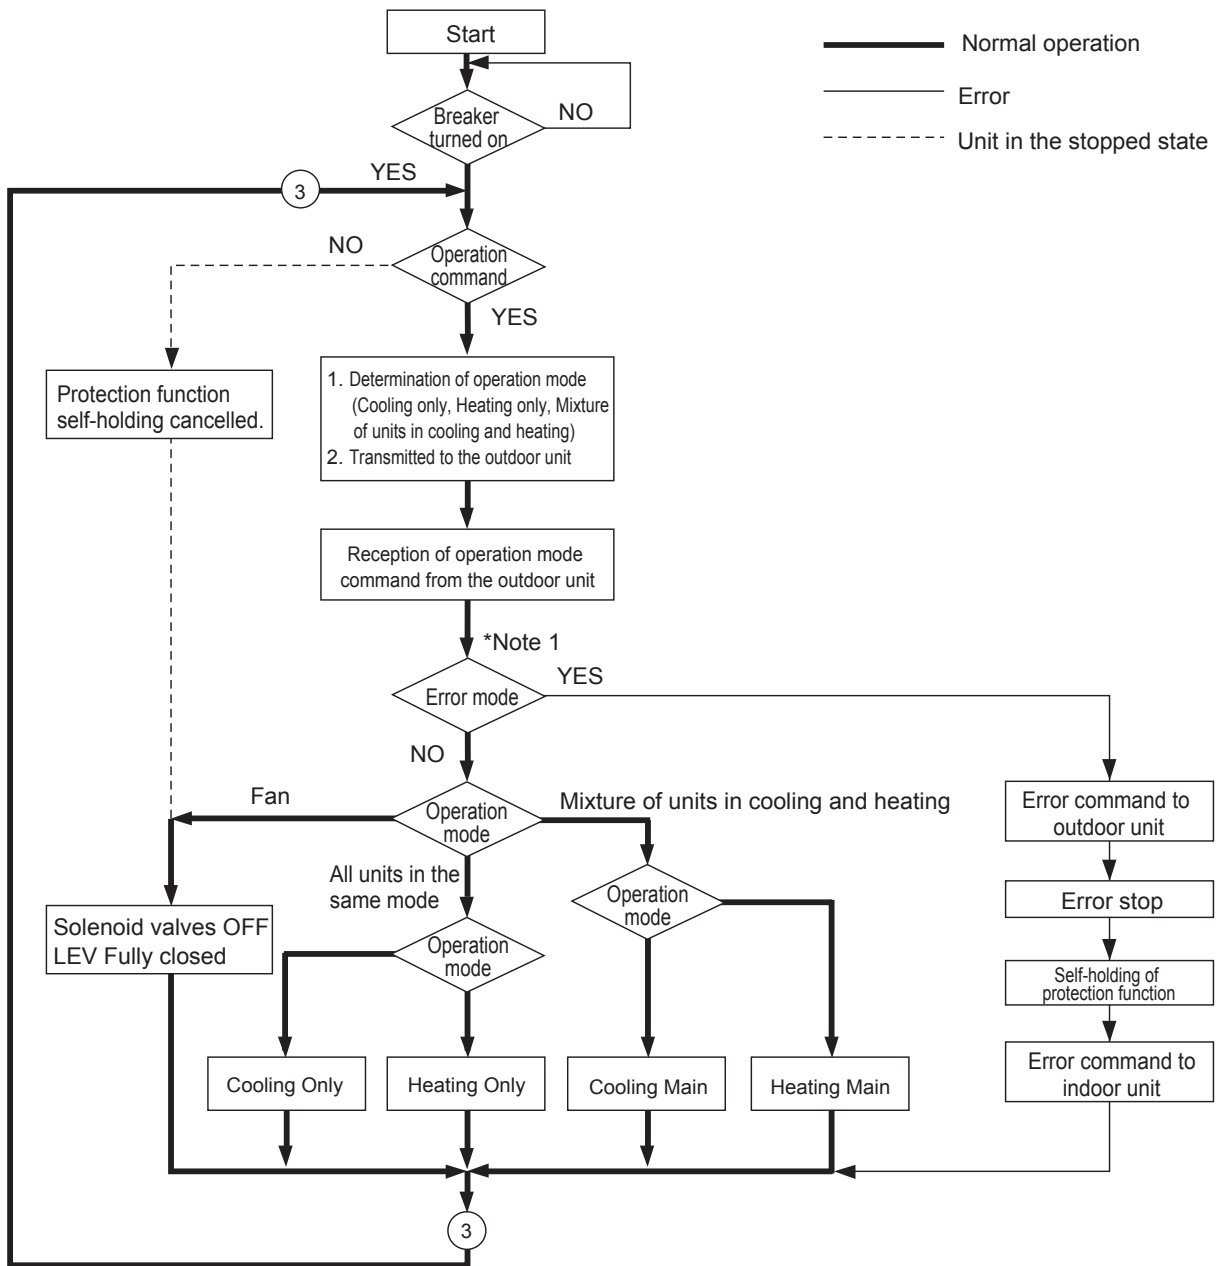 Start
Normal operation
Error
Unit in the stopped state
Breaker
turned on
NO
YES
3
NO
Operation
command
YES
Protection function
self-holding cancelled.
1. Determination of operation mode
(Cooling only, Heating only, Mixture
of units in cooling and heating)
2. Transmitted to the outdoor unit
Reception of operation mode
command from the outdoor unit
*Note 1
Error mode
YES
NO
Fan
Operation
mode
Mixture of units in cooling and heating
Error command to
outdoor unit
All units in the
same mode
Operation
mode
Error stop
Solenoid valves OFF
LEV Fully closed
Operation
mode
Self-holding of
protection function
Cooling Only
Heating Only
Cooling Main
Heating Main
Error command to
indoor unit
3